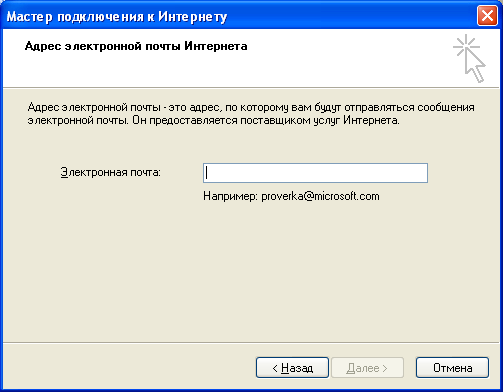 Мастер подключения к Интернету
Адрес электронной почты Интернета
Адрес электронной почты - это адрес, по которому вам будут отправляться сообщения
электронной почты. Он предоставляется поставщиком услуг Интернета.
Электронная почта:
Например: proverka@microsoft.com
< Назад
Далее >
Отмена